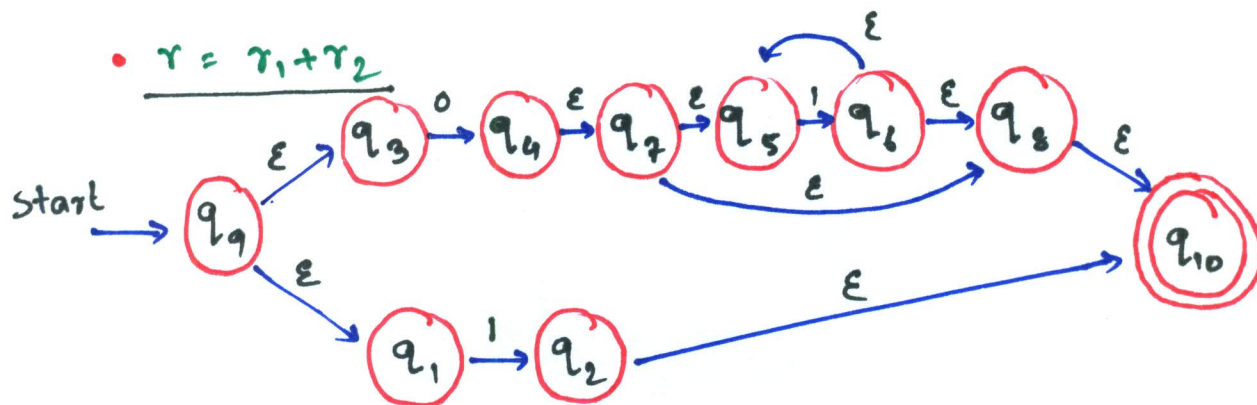 r = r₁ + r₂
ε
q₃ 0 q₄ ε q₇ ε q₅ 1 q₆ ε q₈
ε ε ε
Start q₉ q₁₀
ε ε
q₁ 1 q₂